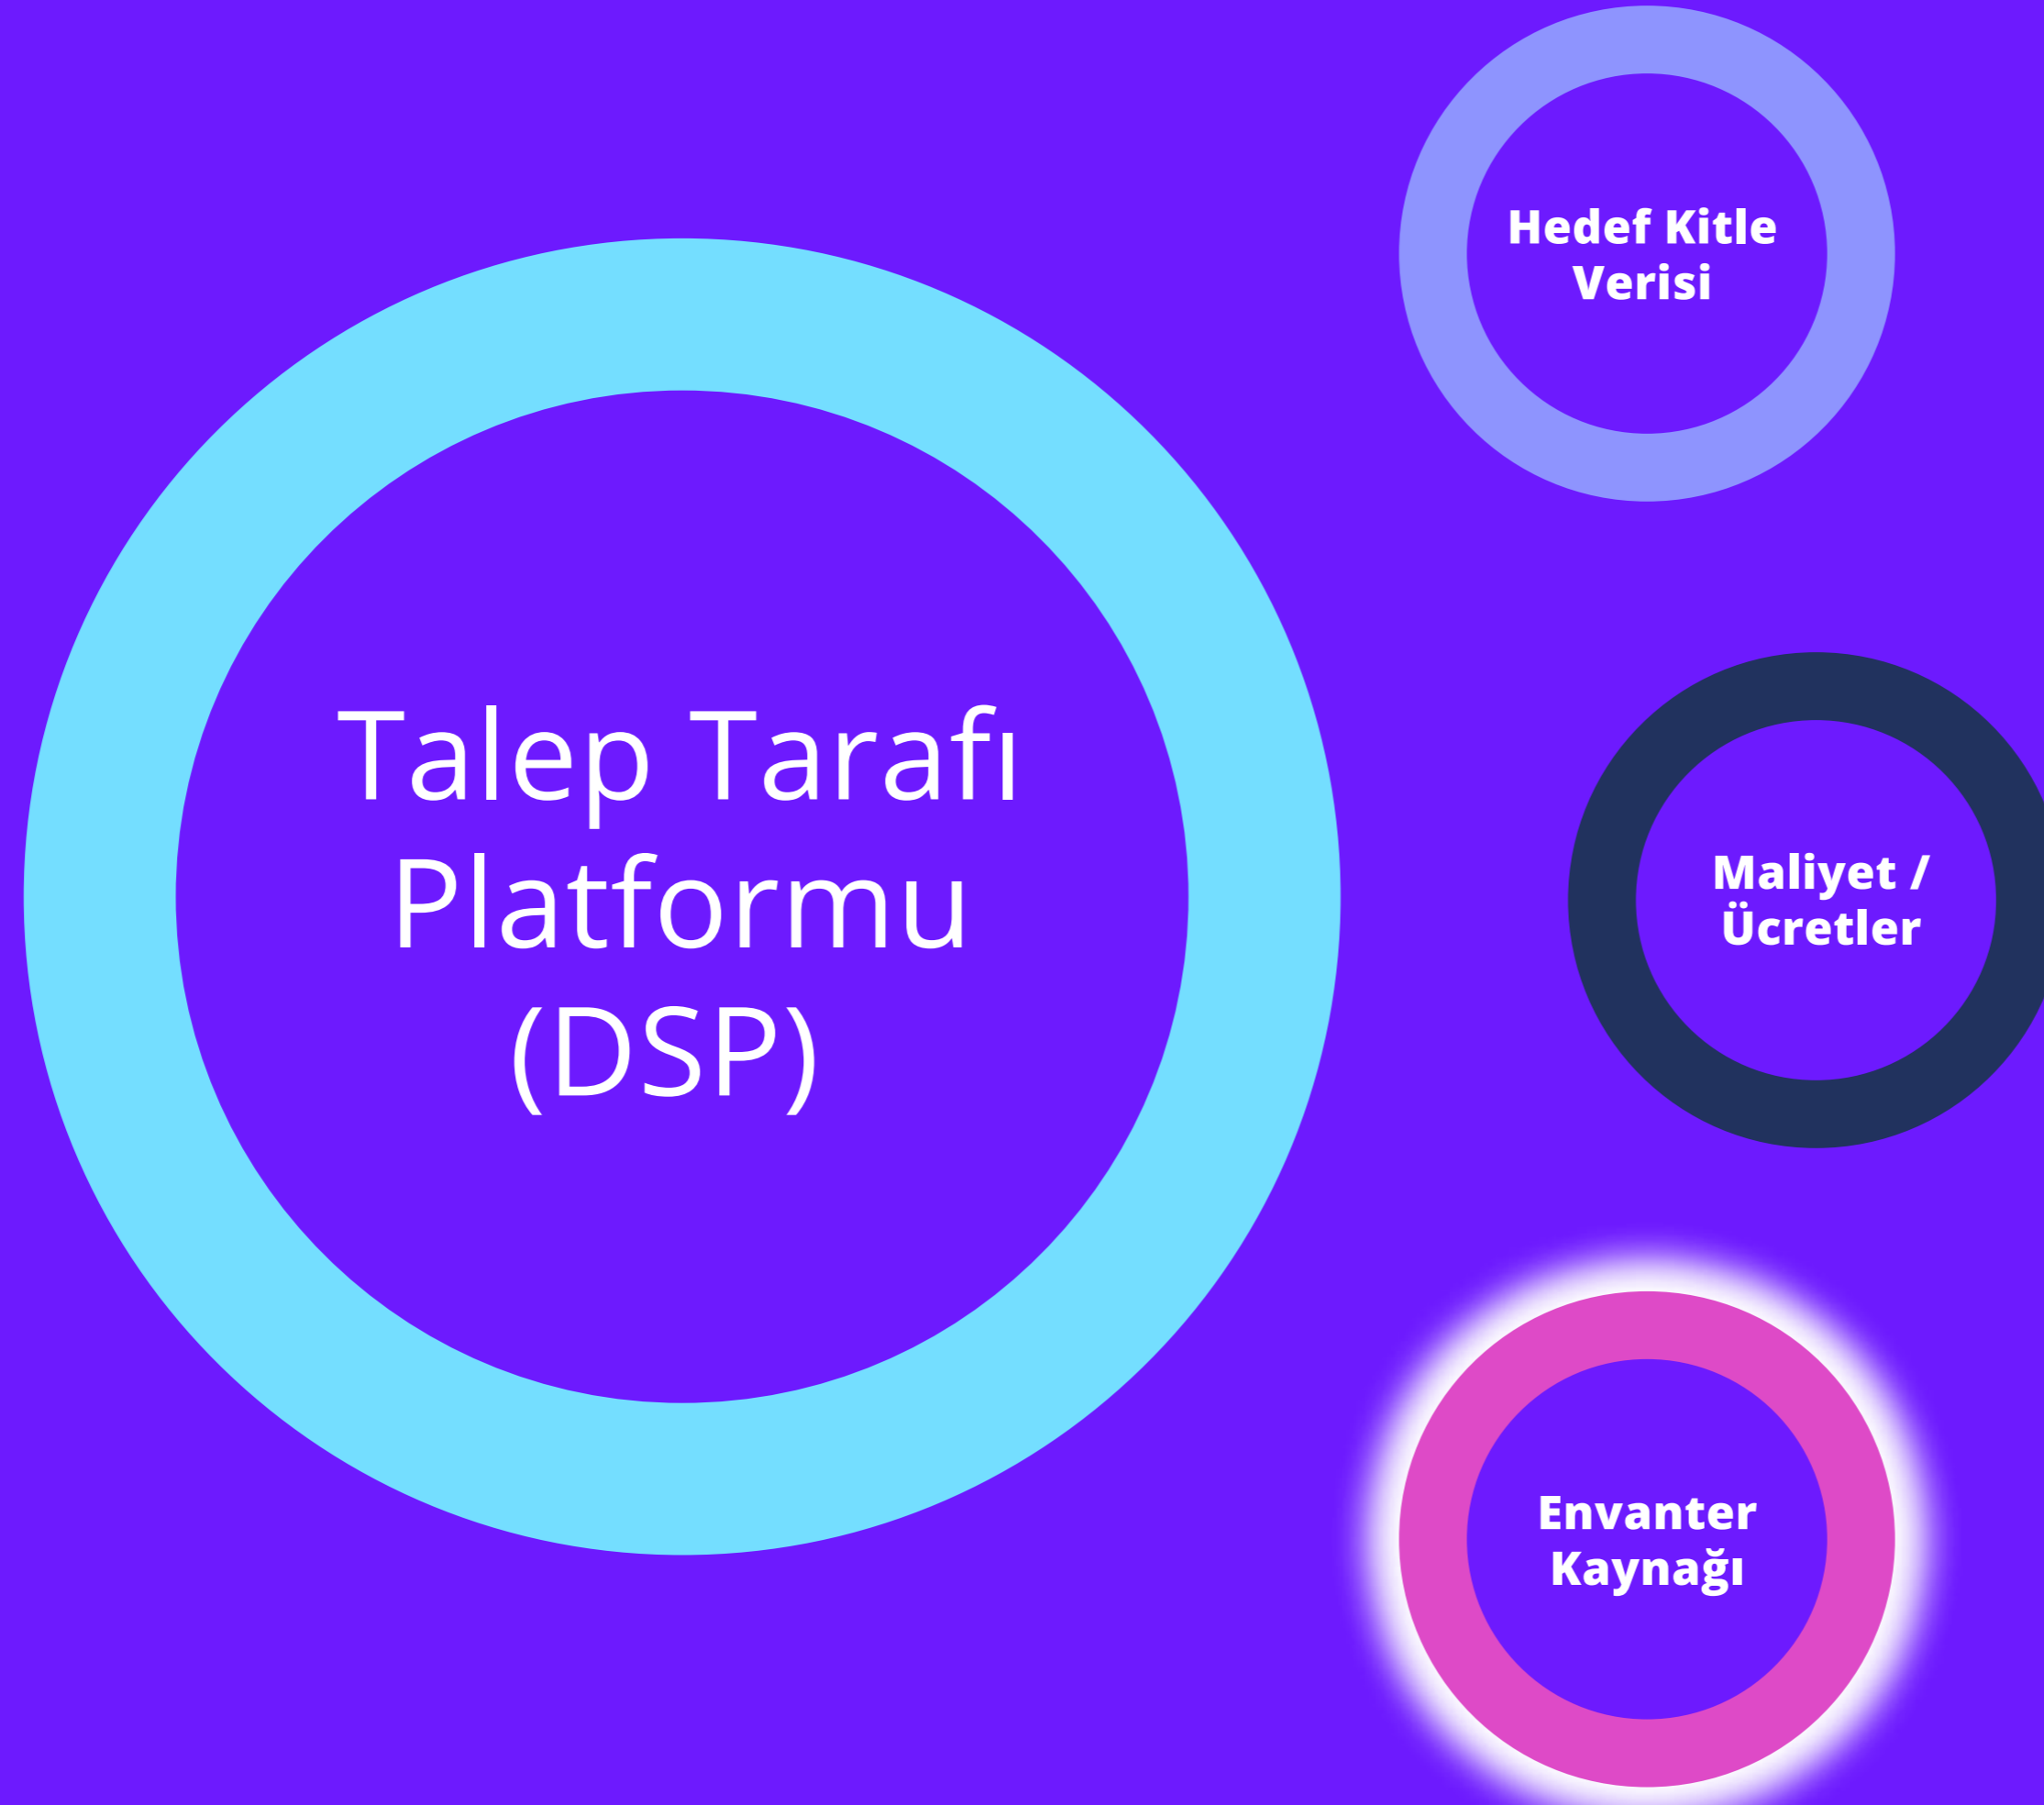 Talep Tarafı
Platformu
(DSP)
Hedef Kitle
Verisi
Maliyet /
Ücretler
Envanter
Kaynağı